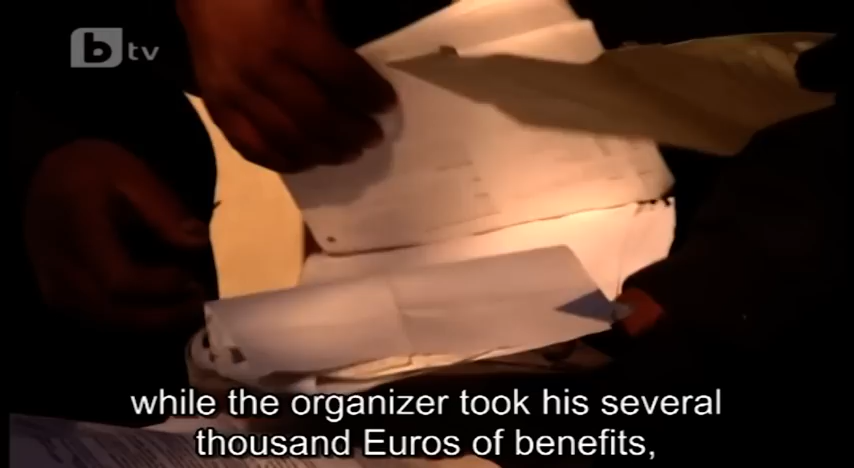 btv
while the organizer took his several
thousand Euros of benefits,